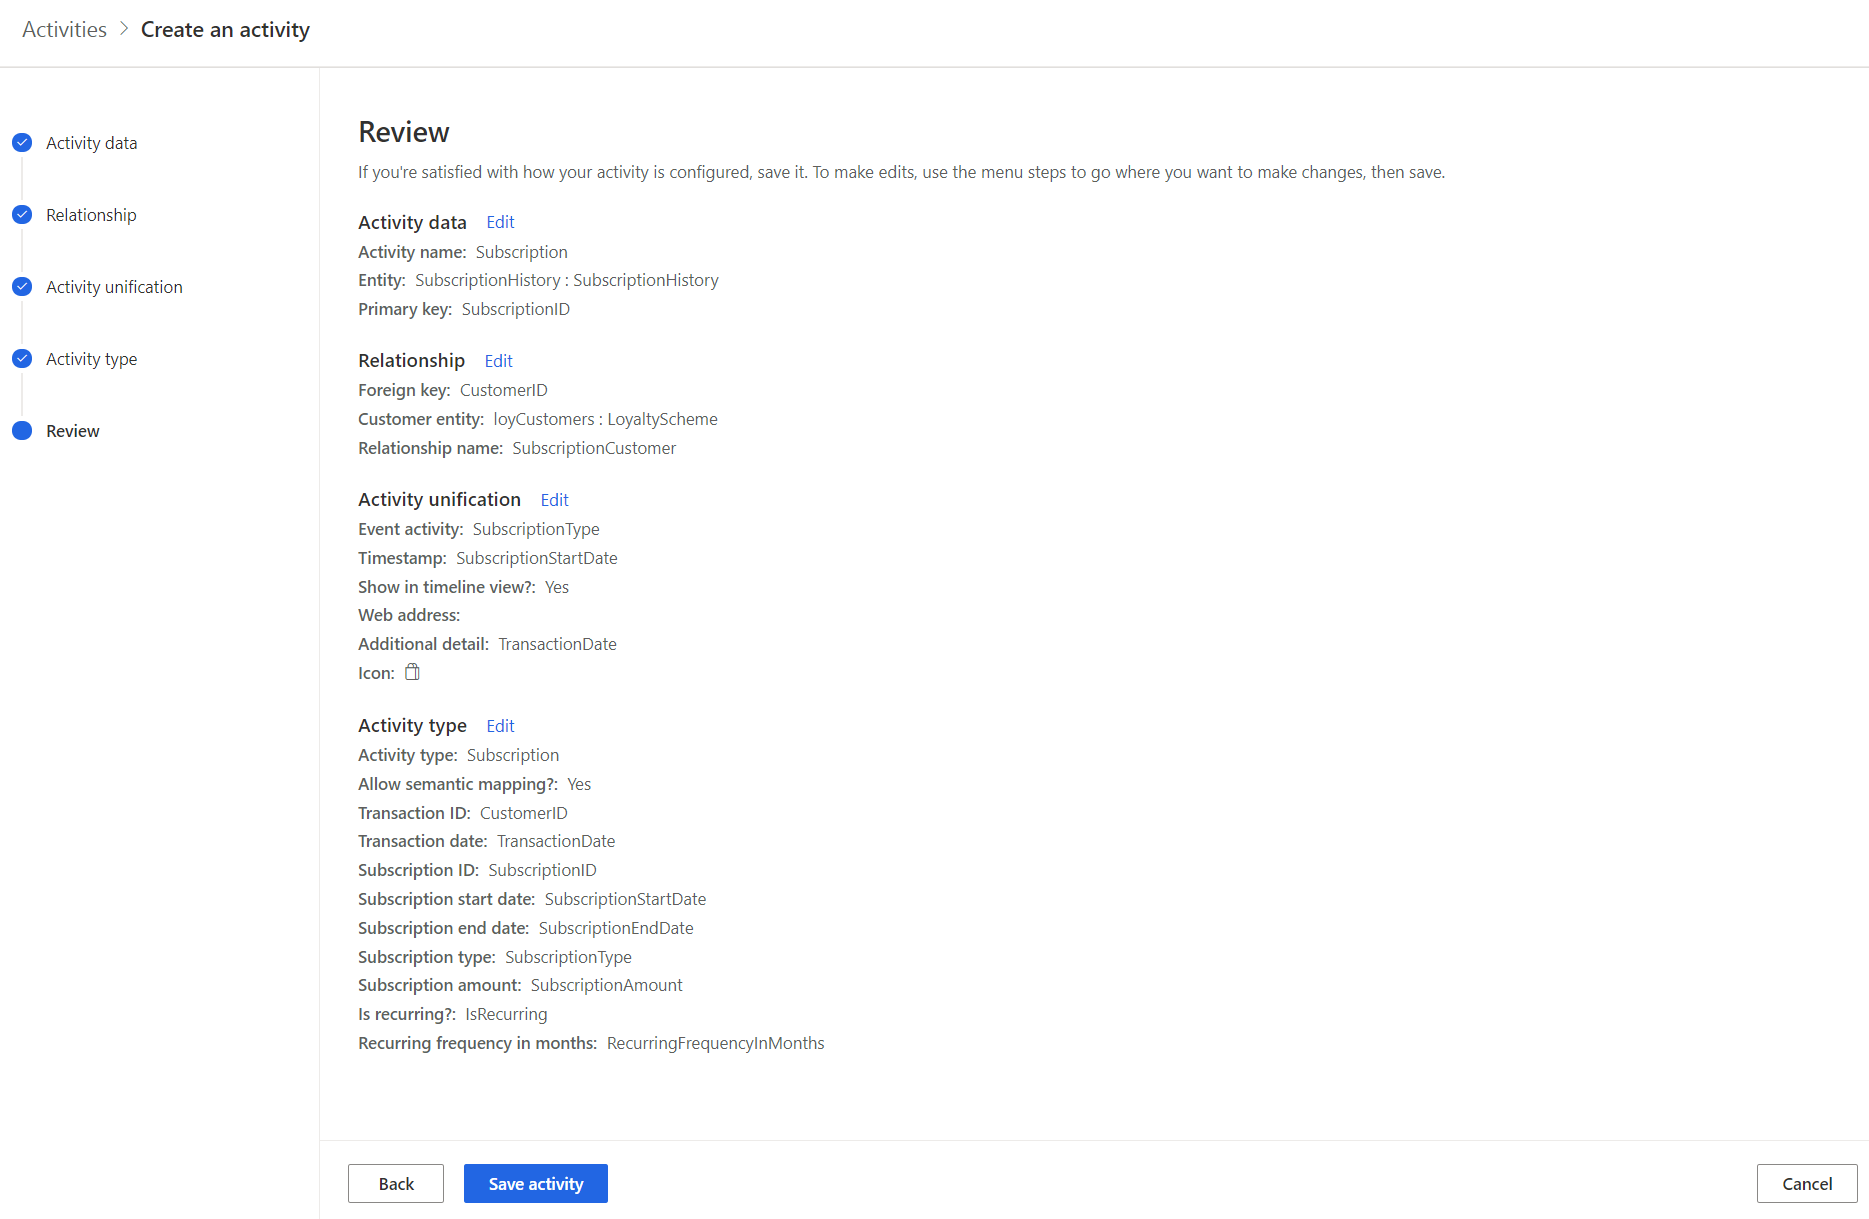 Activities > Create an activity
Activity data
Relationship
Activity unification
Activity type
Review
Review
If you're satisfied with how your activity is configured, save it. To make edits, use the menu steps to go where you want to make changes, then save.
Activity data Edit
Activity name: Subscription
Entity: SubscriptionHistory : SubscriptionHistory
Primary key: SubscriptionID
Relationship Edit
Foreign key: CustomerID
Customer entity: loyCustomers : LoyaltyScheme
Relationship name: SubscriptionCustomer
Activity unification Edit
Event activity: SubscriptionType
Timestamp: SubscriptionStartDate
Show in timeline view?: Yes
Web address:
Additional detail: TransactionDate
Icon:
Activity type Edit
Activity type: Subscription
Allow semantic mapping?: Yes
Transaction ID: CustomerID
Transaction date: TransactionDate
Subscription ID: SubscriptionID
Subscription start date: SubscriptionStartDate
Subscription end date: SubscriptionEndDate
Subscription type: SubscriptionType
Subscription amount: SubscriptionAmount
Is recurring?: IsRecurring
Recurring frequency in months: RecurringFrequencyInMonths
Back Save activity Cancel